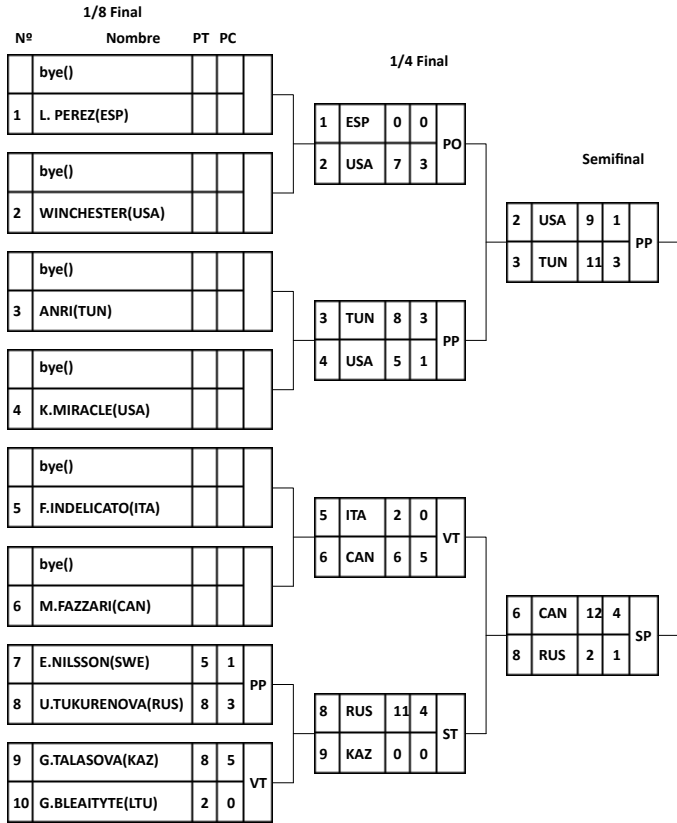 1/8 Final
Nº Nombre PT PC
bye()
1 L. PEREZ(ESP)
bye()
2 WINCHESTER(USA)
bye()
3 ANRI(TUN)
bye()
4 K.MIRACLE(USA)
bye()
5 F.INDELICATO(ITA)
bye()
6 M.FAZZARI(CAN)
7 E.NILSSON(SWE) 5 1 PP
8 U.TUKURENOVA(RUS) 8 3
9 G.TALASOVA(KAZ) 8 5 VT
10 G.BLEAITYTE(LTU) 2 0
1/4 Final
1 ESP 0 0 PO
2 USA 7 3
3 TUN 8 3 PP
4 USA 5 1
5 ITA 2 0 VT
6 CAN 6 5
8 RUS 11 4 ST
9 KAZ 0 0
Semifinal
2 USA 9 1 PP
3 TUN 11 3
6 CAN 12 4 SP
8 RUS 2 1